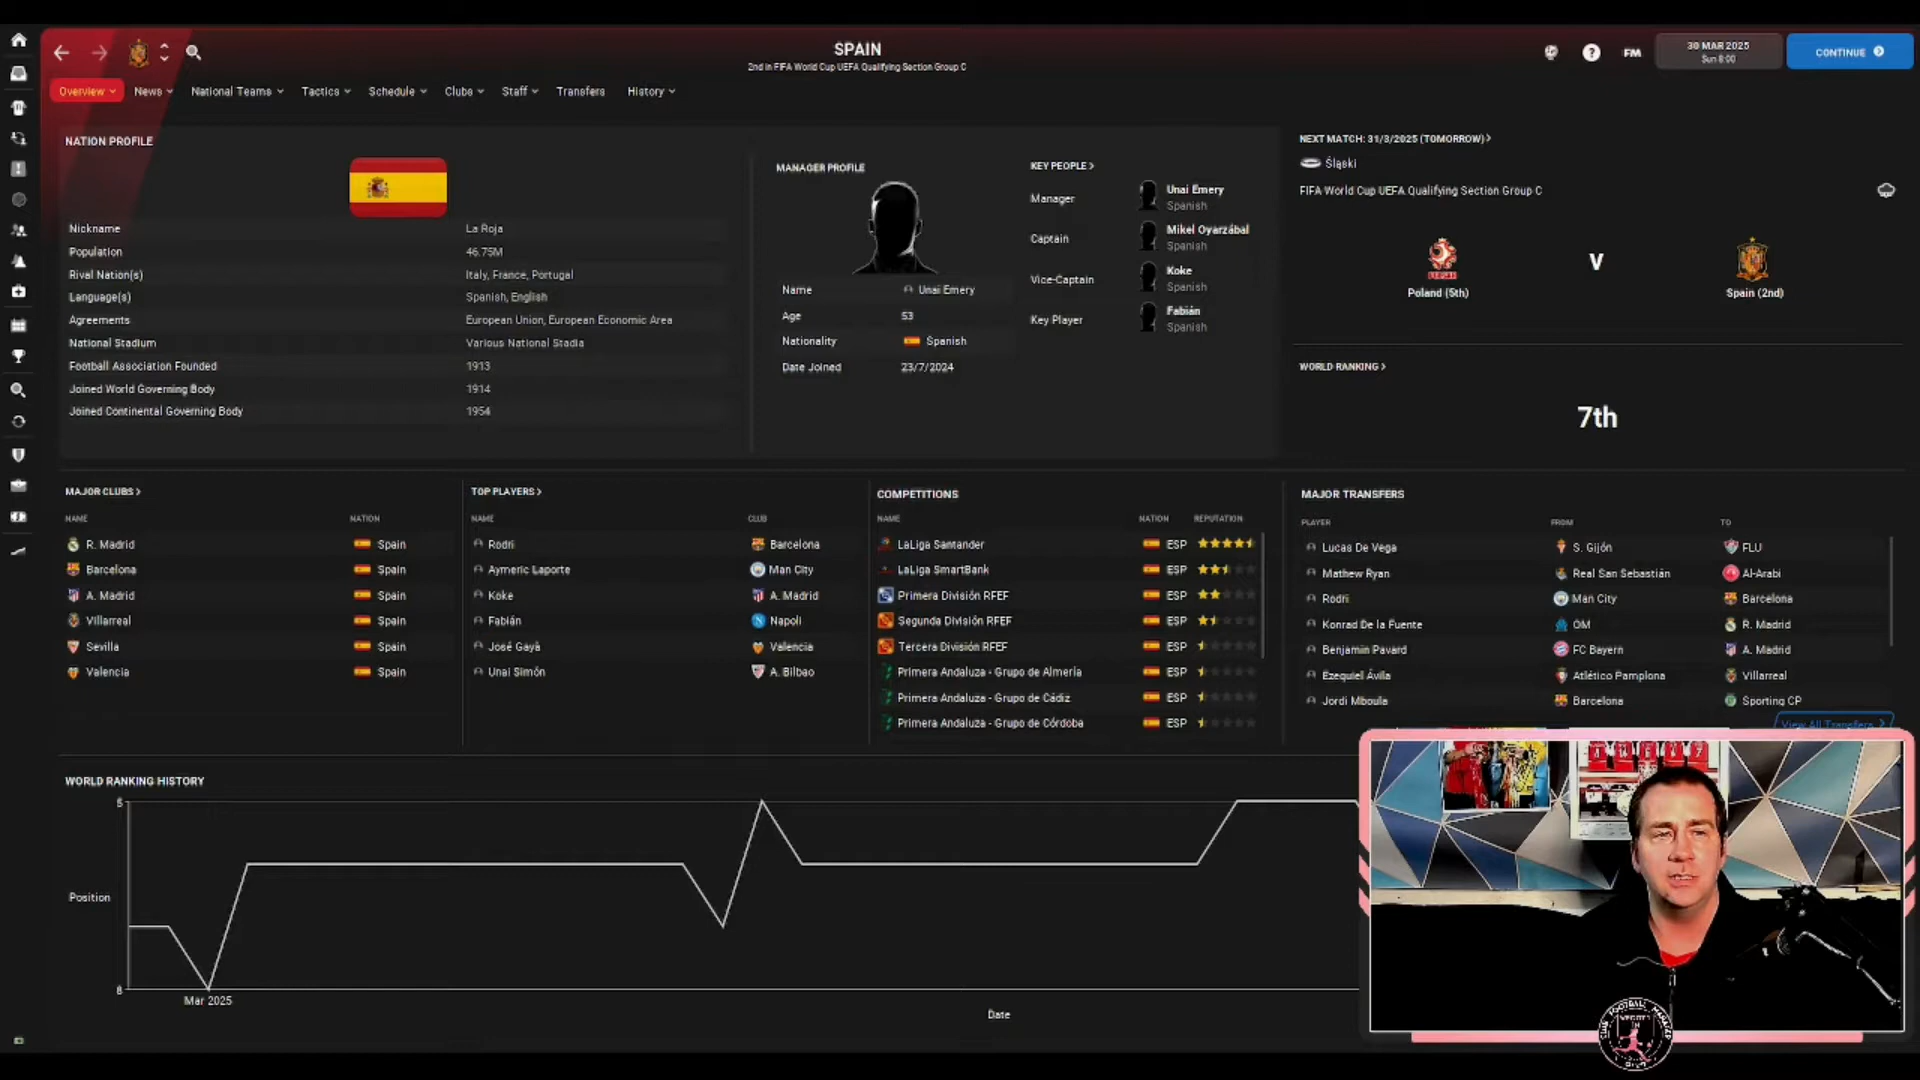 SPAIN
2nd in FIFA World Cup UEFA Qualifying Section Group C
FM
30 MAR 2025
Sun 8:00
CONTINUE
Overview
News
National Teams
Tactics
Schedule
Clubs
Staff
Transfers
History
NATION PROFILE
Nickname La Roja
Population 46.75M
Rival Nation(s) Italy, France, Portugal
Language(s) Spanish, English
Agreements European Union, European Economic Area
National Stadium Various National Stadia
Football Association Founded 1913
Joined World Governing Body 1914
Joined Continental Governing Body 1954
MANAGER PROFILE
Name Unai Emery
Age 53
Nationality Spanish
Date Joined 23/7/2024
KEY PEOPLE >
Manager Unai Emery
Spanish
Captain Mikel Oyarzábal
Spanish
Vice-Captain Koke
Spanish
Key Player Fabián
Spanish
NEXT MATCH: 31/3/2025 (TOMORROW) >
Śląski
FIFA World Cup UEFA Qualifying Section Group C
V
Poland (5th) Spain (2nd)
WORLD RANKING >
7th
MAJOR CLUBS >
NAME NATION
R. Madrid Spain
Barcelona Spain
A. Madrid Spain
Villarreal Spain
Sevilla Spain
Valencia Spain
TOP PLAYERS >
NAME CLUB
Rodri Barcelona
Aymeric Laporte Man City
Koke A. Madrid
Fabián Napoli
José Gayà Valencia
Unai Simón A. Bilbao
COMPETITIONS
NAME NATION REPUTATION
LaLiga Santander ESP
LaLiga SmartBank ESP
Primera División RFEF ESP
Segunda División RFEF ESP
Tercera División RFEF ESP
Primera Andaluza - Grupo de Almería ESP
Primera Andaluza - Grupo de Cádiz ESP
Primera Andaluza - Grupo de Córdoba ESP
MAJOR TRANSFERS
PLAYER FROM TO
Lucas De Vega S. Gijón FLU
Mathew Ryan Real San Sebastián Al-Arabi
Rodri Man City Barcelona
Konrad De la Fuente OM R. Madrid
Benjamin Pavard FC Bayern A. Madrid
Ezequiel Ávila Atlético Pamplona Villarreal
Jordi Mboula Barcelona Sporting CP
View All Transfers >
WORLD RANKING HISTORY
5
Position
8
Mar 2025
Date